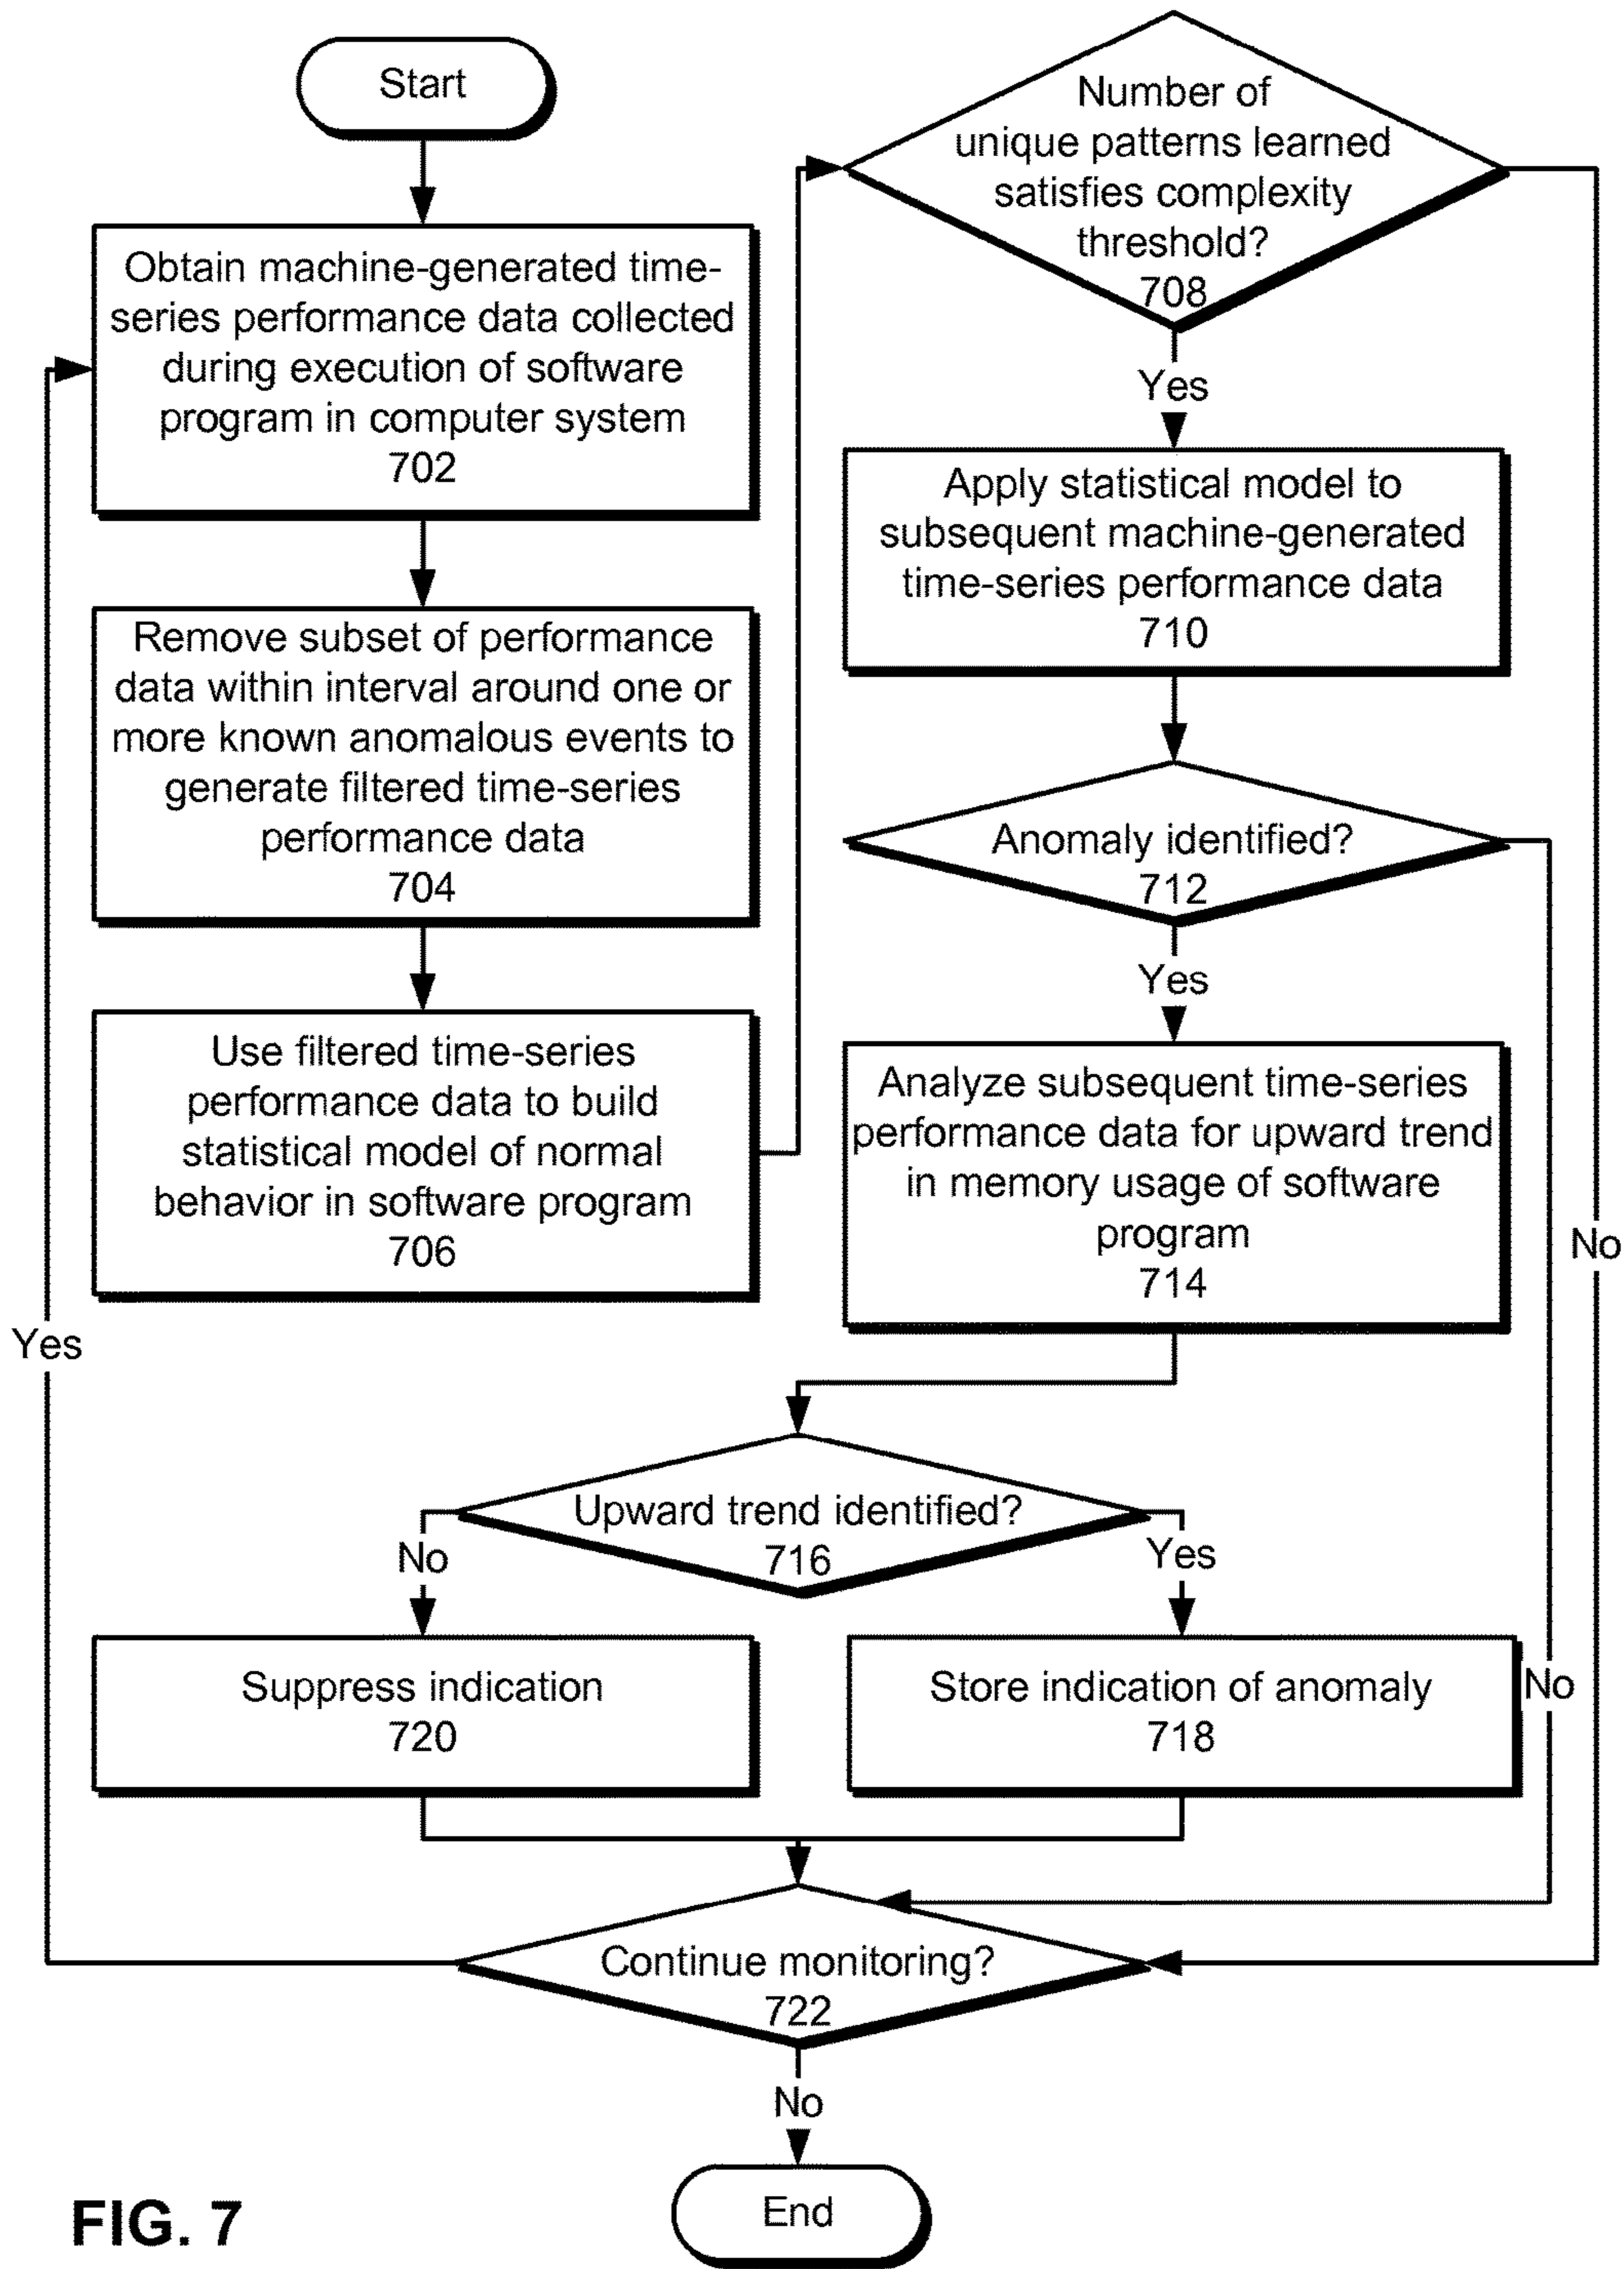 Start
Obtain machine-generated time-
series performance data collected
during execution of software
program in computer system
702
Remove subset of performance
data within interval around one or
more known anomalous events to
generate filtered time-series
performance data
704
Use filtered time-series
performance data to build
statistical model of normal
behavior in software program
706
Number of
unique patterns learned
satisfies complexity
threshold?
708
Yes
No
Apply statistical model to
subsequent machine-generated
time-series performance data
710
Anomaly identified?
712
Yes
No
Analyze subsequent time-series
performance data for upward trend
in memory usage of software
program
714
Upward trend identified?
716
No
Yes
Suppress indication
720
Store indication of anomaly
718
Continue monitoring?
722
Yes
No
End
FIG. 7